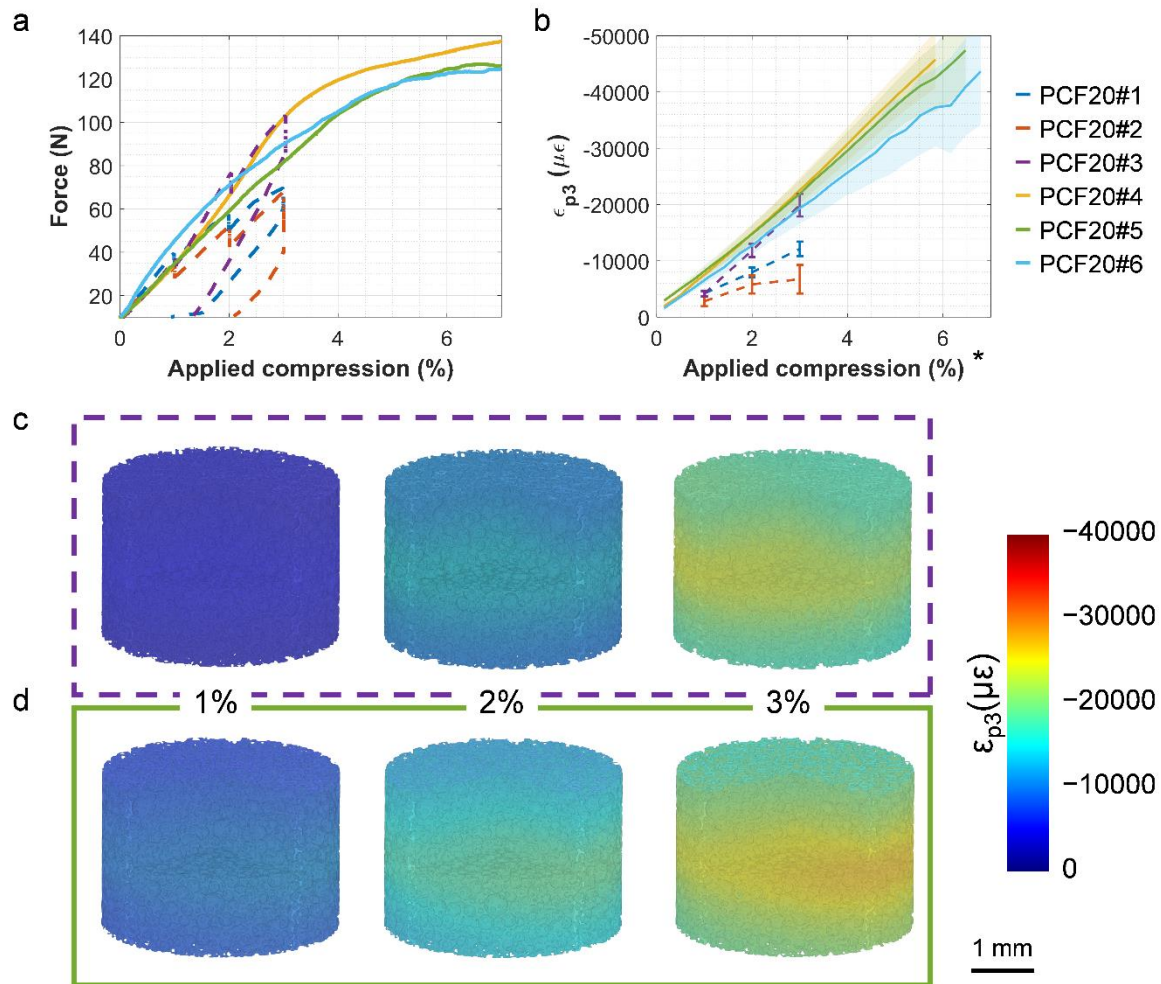 a
140
120
100
80
60
40
20
Force (N)
0 2 4 6
Applied compression (%)
b
-50000
-40000
-30000
-20000
-10000
0
ϵp3 (με)
0 2 4 6
Applied compression (%) *
PCF20#1
PCF20#2
PCF20#3
PCF20#4
PCF20#5
PCF20#6
c
d
1% 2% 3%
εp3(με)
−40000
−30000
−20000
−10000
0
1 mm